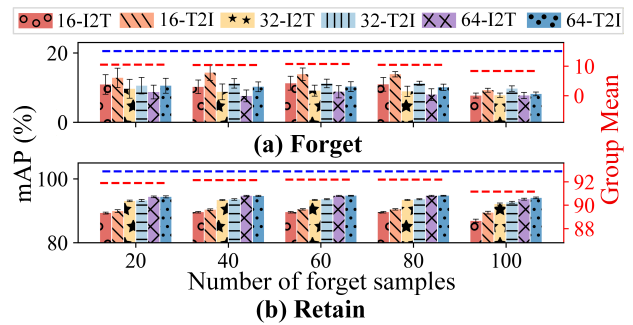 16-I2T 16-T2I 32-I2T 32-T2I 64-I2T 64-T2I
20
10
0
0
(a) Forget
mAP (%)
Group Mean
100
80
92
90
88
20 40 60 80 100
Number of forget samples
(b) Retain